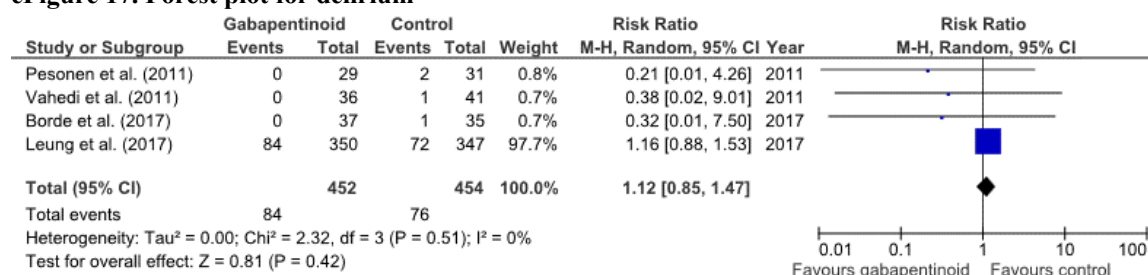 eFigure 17. Forest plot for delirium
Gabapentinoid Control Risk Ratio Risk Ratio
Study or Subgroup Events Total Events Total Weight M-H, Random, 95% CI Year M-H, Random, 95% CI
Pesonen et al. (2011) 0 29 2 31 0.8% 0.21 [0.01, 4.26] 2011
Vahedi et al. (2011) 0 36 1 41 0.7% 0.38 [0.02, 9.01] 2011
Borde et al. (2017) 0 37 1 35 0.7% 0.32 [0.01, 7.50] 2017
Leung et al. (2017) 84 350 72 347 97.7% 1.16 [0.88, 1.53] 2017
Total (95% CI) 452 454 100.0% 1.12 [0.85, 1.47]
Total events 84 76
Heterogeneity: Tau² = 0.00; Chi² = 2.32, df = 3 (P = 0.51); I² = 0%
Test for overall effect: Z = 0.81 (P = 0.42)
0.01 0.1 1 10 100
Favours gabapentinoid Favours control